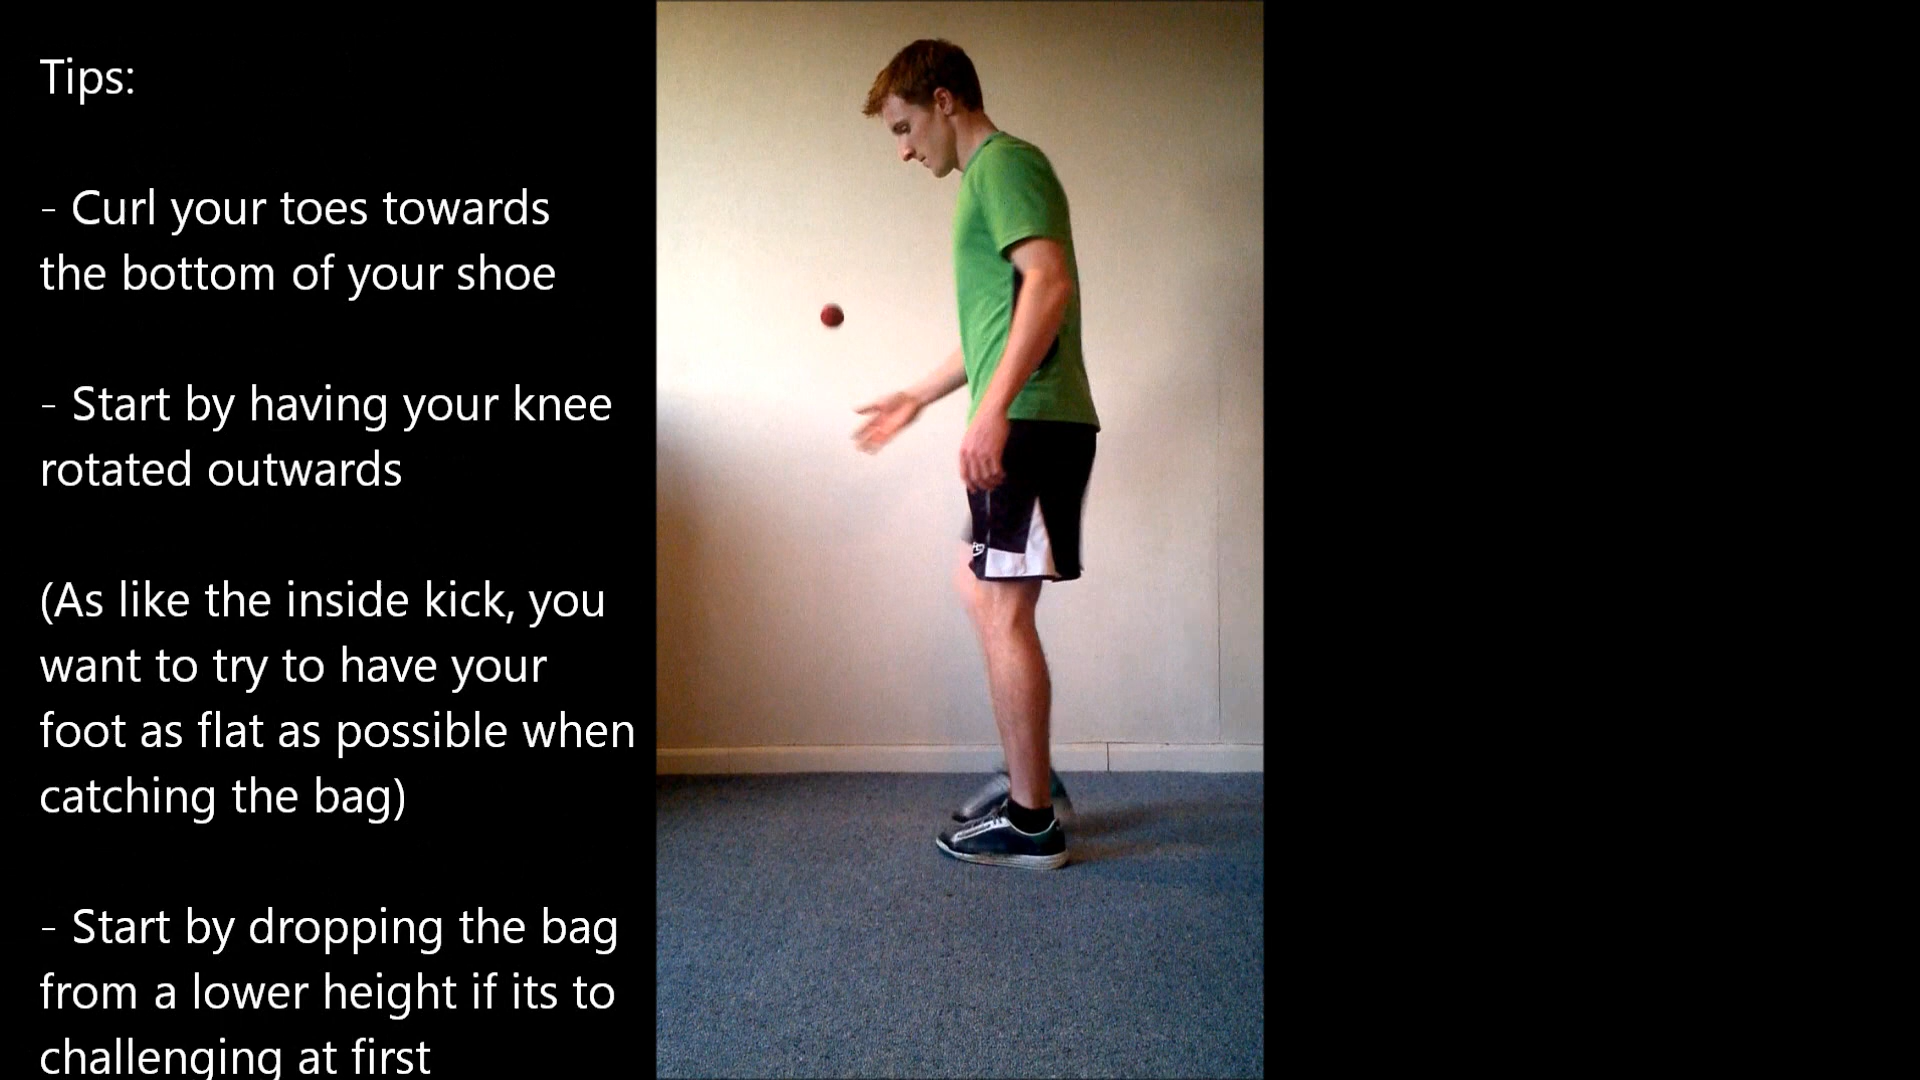 Tips:
- Curl your toes towards
the bottom of your shoe
- Start by having your knee
rotated outwards
(As like the inside kick, you
want to try to have your
foot as flat as possible when
catching the bag)
- Start by dropping the bag
from a lower height if its to
challenging at first